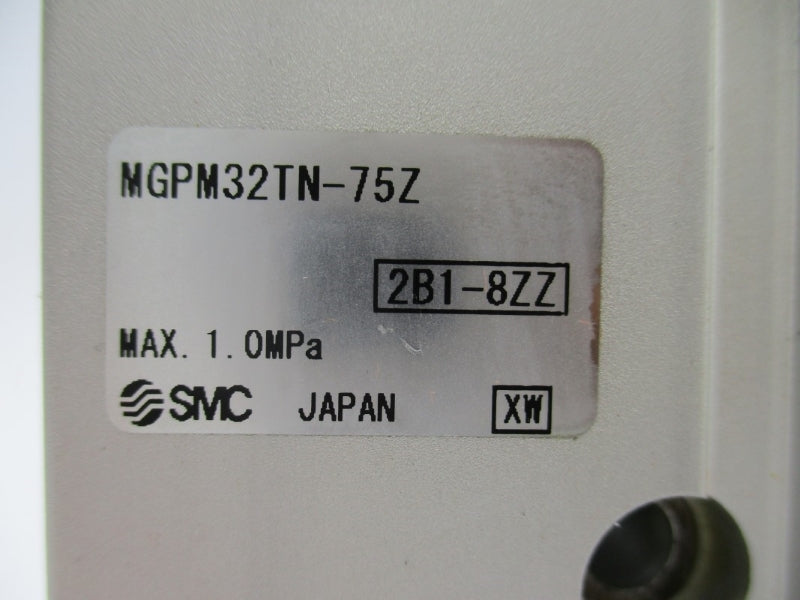 MGPM32TN-75Z
2B1-8ZZ
MAX. 1.0MPa
SMC JAPAN XW